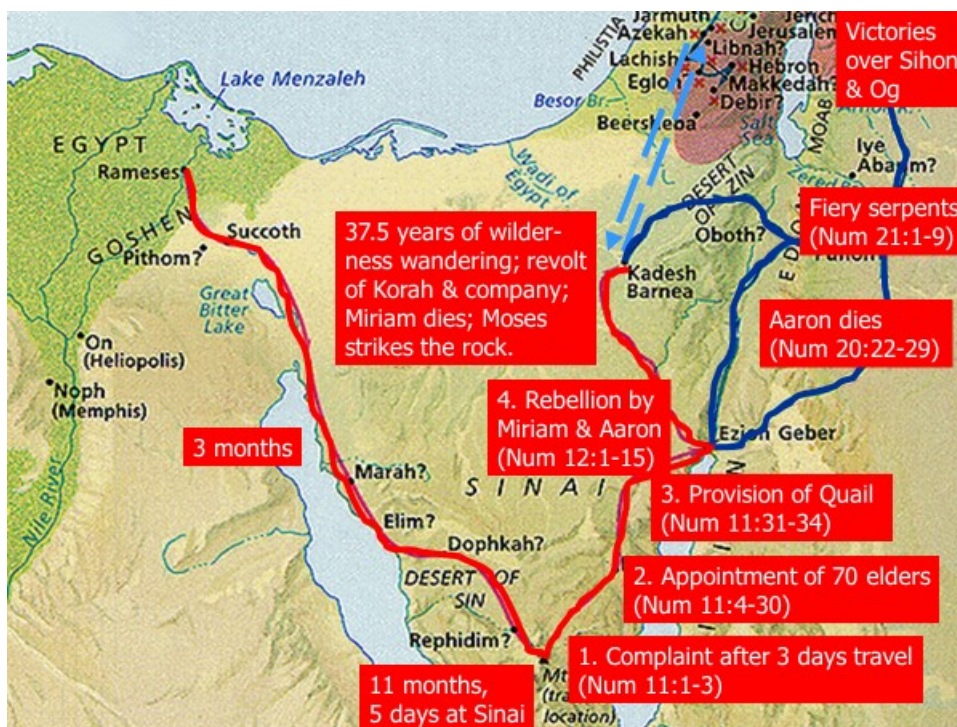 Jarmuth
Azekah
Jerusalem
Libnah?
Lachish
Hebron
Eglon
Makkedah?
Debir?
Beersheba
PHILISTIA
Besor Br.
Salt
Sea
MOAB
Victories
over Sihon
& Og
Lake Menzaleh
EGYPT
Rameses
GOSHEN
Succoth
Pithom?
Great
Bitter
Lake
On
(Heliopolis)
Noph
(Memphis)
Nile River
Wadi of
Egypt
DESERT
OF ZIN
Oboth?
Iye
Abarim?
Zered
Fiery serpents
(Num 21:1-9)
37.5 years of wilder-
ness wandering; revolt
of Korah & company;
Miriam dies; Moses
strikes the rock.
Kadesh
Barnea
Aaron dies
(Num 20:22-29)
4. Rebellion by
Miriam & Aaron
(Num 12:1-15)
Ezion Geber
3 months
Marah?
SINAI
3. Provision of Quail
(Num 11:31-34)
Elim?
Dophkah?
DESERT OF
SIN
2. Appointment of 70 elders
(Num 11:4-30)
Rephidim?
1. Complaint after 3 days travel
(Num 11:1-3)
11 months,
5 days at Sinai
location)